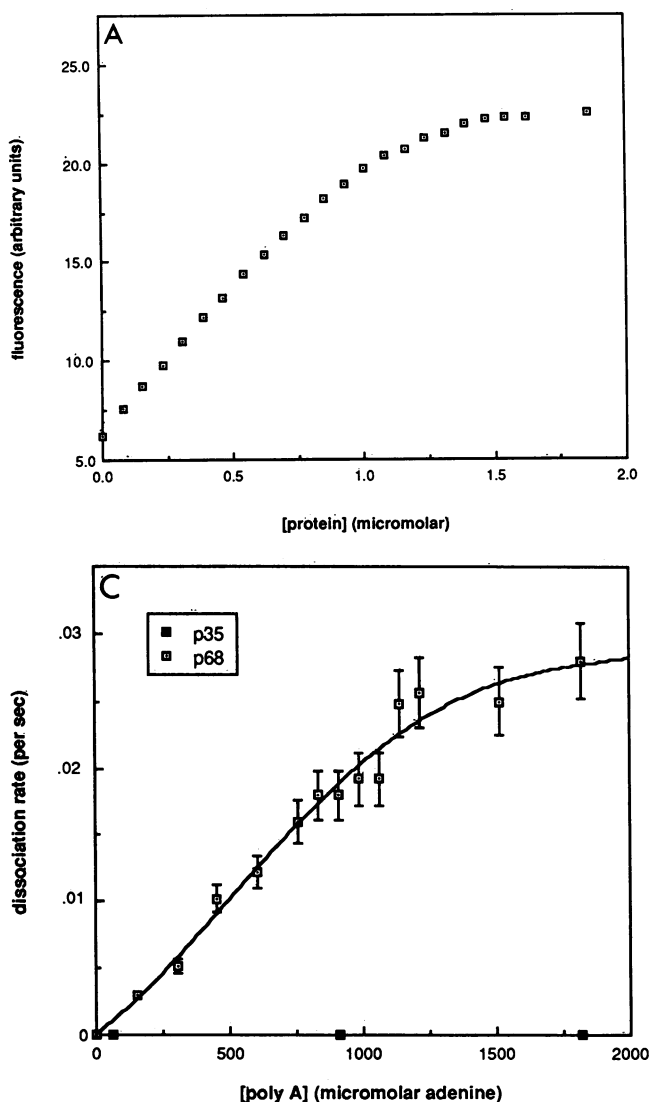 A
25.0
20.0
15.0
10.0
5.0
fluorescence (arbitrary units)
0.0 0.5 1.0 1.5 2.0
[protein] (micromolar)
C
p35
p68
.03
.02
.01
0
dissociation rate (per sec)
0 500 1000 1500 2000
[poly A] (micromolar adenine)